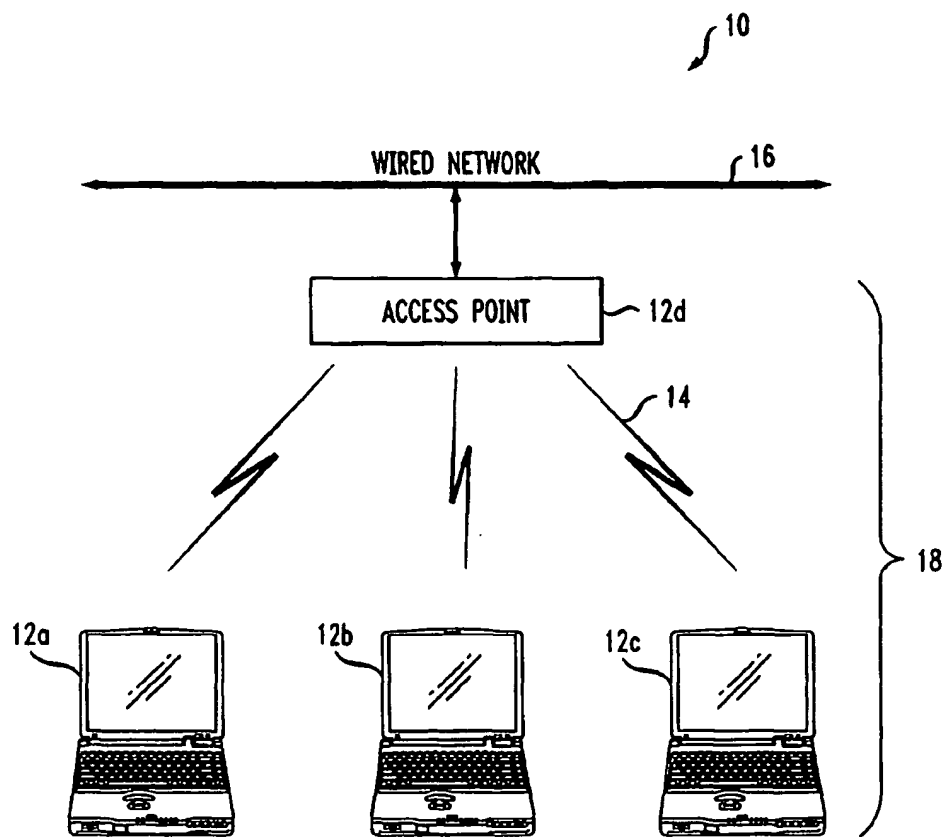 10
WIRED NETWORK
16
ACCESS POINT
12d
14
18
12a
12b
12c